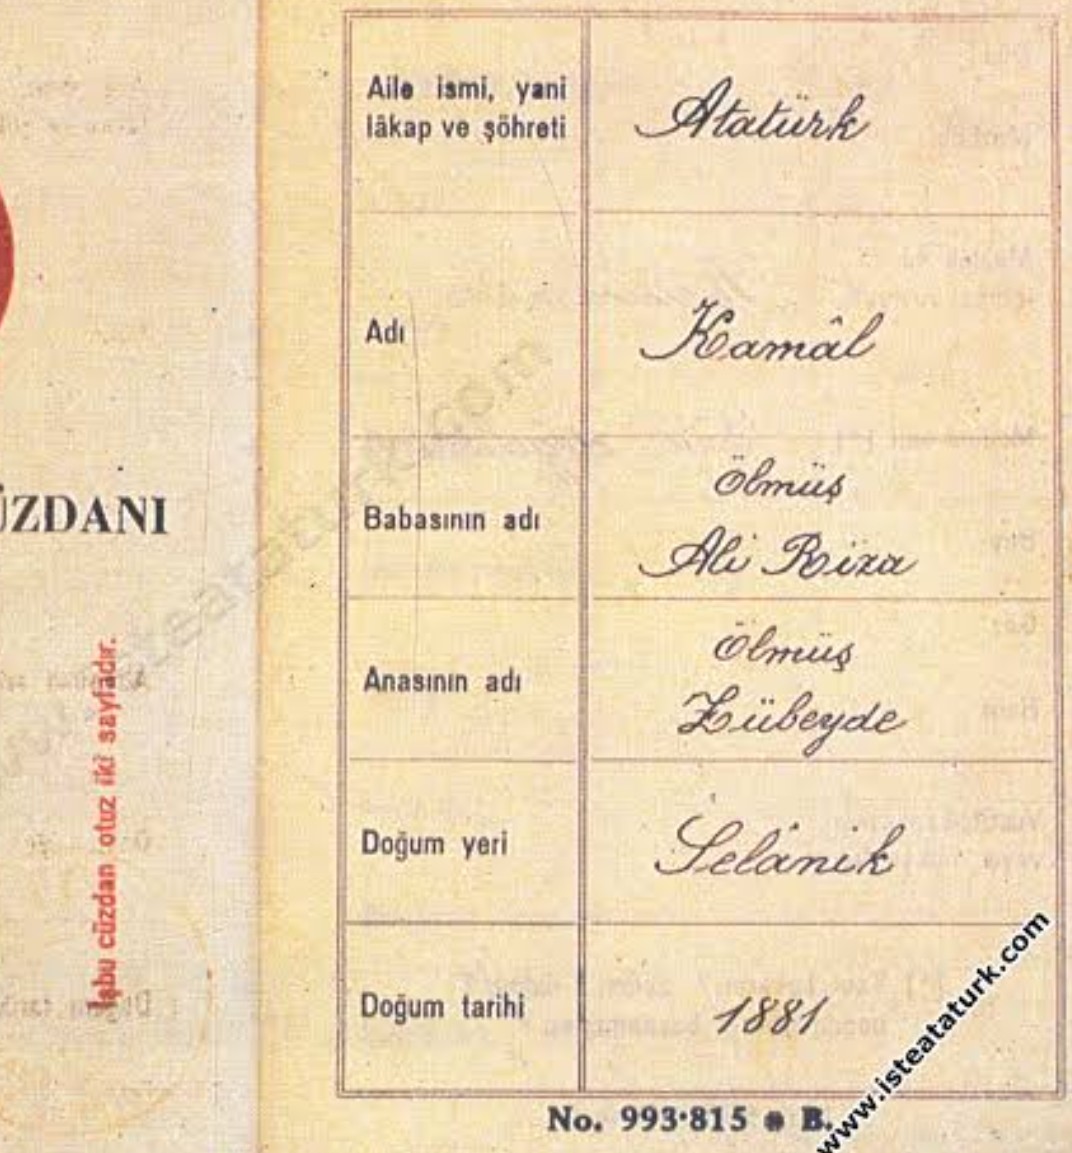 ÜZDANI
İşbu cüzdan otuz iki sayfadır.
Aile ismi, yani
lâkap ve şöhreti
Atatürk
Adı
Kamâl
Babasının adı
Ölmüş
Ali Rıza
Anasının adı
Ölmüş
Zübeyde
Doğum yeri
Selânik
Doğum tarihi
1881
No. 993·815 * B.
www.isteataturk.com